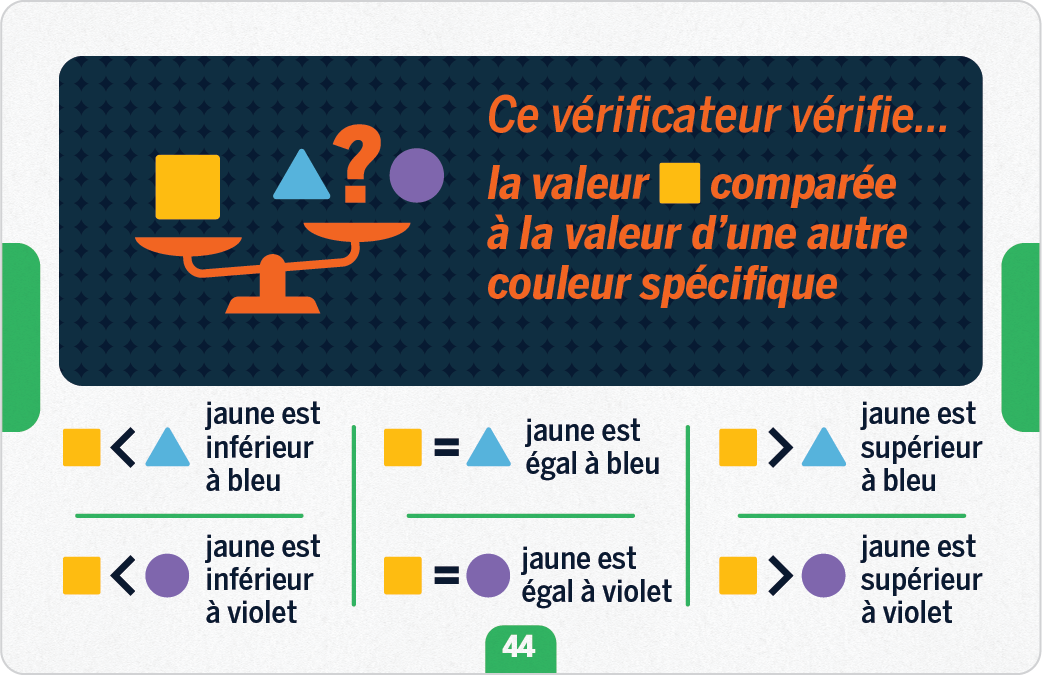 ?
Ce vérificateur vérifie...
la valeur comparée
à la valeur d'une autre
couleur spécifique
< jaune est
inférieur
à bleu
= jaune est
égal à bleu
> jaune est
supérieur
à bleu
< jaune est
inférieur
à violet
= jaune est
égal à violet
> jaune est
supérieur
à violet
44